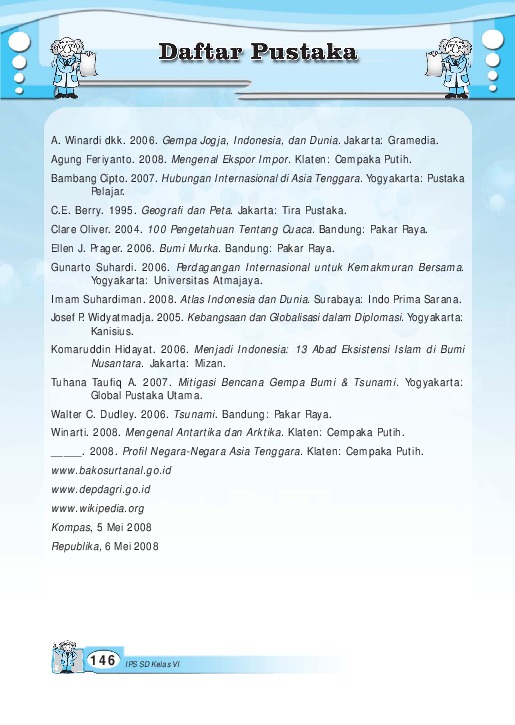 Daftar Pustaka
A. Winardi dkk. 2006. Gempa Jogja, Indonesia, dan Dunia. Jakarta: Gramedia.
Agung Feriyanto. 2008. Mengenal Ekspor Impor. Klaten: Cempaka Putih.
Bambang Cipto. 2007. Hubungan Internasional di Asia Tenggara. Yogyakarta: Pustaka
Pelajar.
C.E. Berry. 1995. Geografi dan Peta. Jakarta: Tira Pustaka.
Clare Oliver. 2004. 100 Pengetahuan Tentang Cuaca. Bandung: Pakar Raya.
Ellen J. Prager. 2006. Bumi Murka. Bandung: Pakar Raya.
Gunarto Suhardi. 2006. Perdagangan Internasional untuk Kemakmuran Bersama.
Yogyakarta: Universitas Atmajaya.
Imam Suhardiman. 2008. Atlas Indonesia dan Dunia. Surabaya: Indo Prima Sarana.
Josef P. Widyatmadja. 2005. Kebangsaan dan Globalisasi dalam Diplomasi. Yogyakarta:
Kanisius.
Komaruddin Hidayat. 2006. Menjadi Indonesia: 13 Abad Eksistensi Islam di Bumi
Nusantara. Jakarta: Mizan.
Tuhana Taufiq A. 2007. Mitigasi Bencana Gempa Bumi & Tsunami. Yogyakarta:
Global Pustaka Utama.
Walter C. Dudley. 2006. Tsunami. Bandung: Pakar Raya.
Winarti. 2008. Mengenal Antartika dan Arktika. Klaten: Cempaka Putih.
_____. 2008. Profil Negara-Negara Asia Tenggara. Klaten: Cempaka Putih.
www.bakosurtanal.go.id
www.depdagri.go.id
www.wikipedia.org
Kompas, 5 Mei 2008
Republika, 6 Mei 2008
146 IPS SD Kelas VI